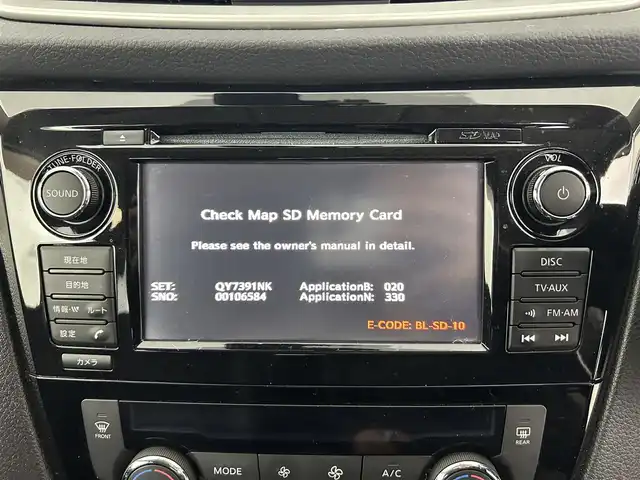 SD MAP
TUNE・FOLDER
VOL
SOUND
Check Map SD Memory Card
Please see the owner's manual in detail.
SET: QY7391NK ApplicationB: 020
SNO: 00106584 ApplicationN: 330
E-CODE: BL-SD-10
現在地
目的地
情報・VV ルート
設定
カメラ
DISC
TV・AUX
FM・AM
FRONT
MODE
A/C
REAR